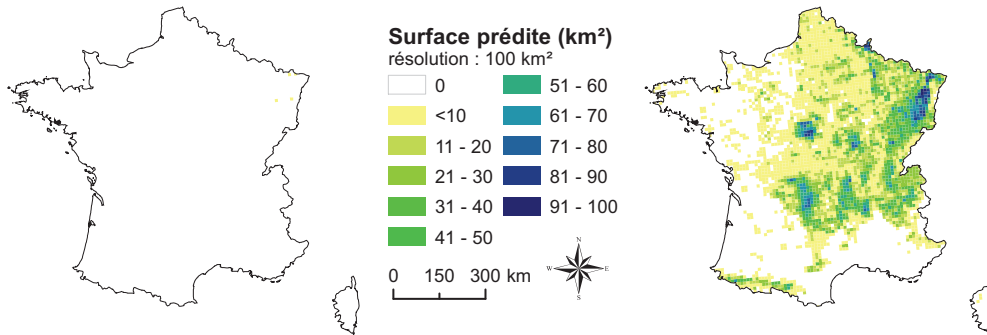 Surface prédite (km²)
résolution : 100 km²
0
<10
11 - 20
21 - 30
31 - 40
41 - 50
51 - 60
61 - 70
71 - 80
81 - 90
91 - 100
0 150 300 km
N
W E
S